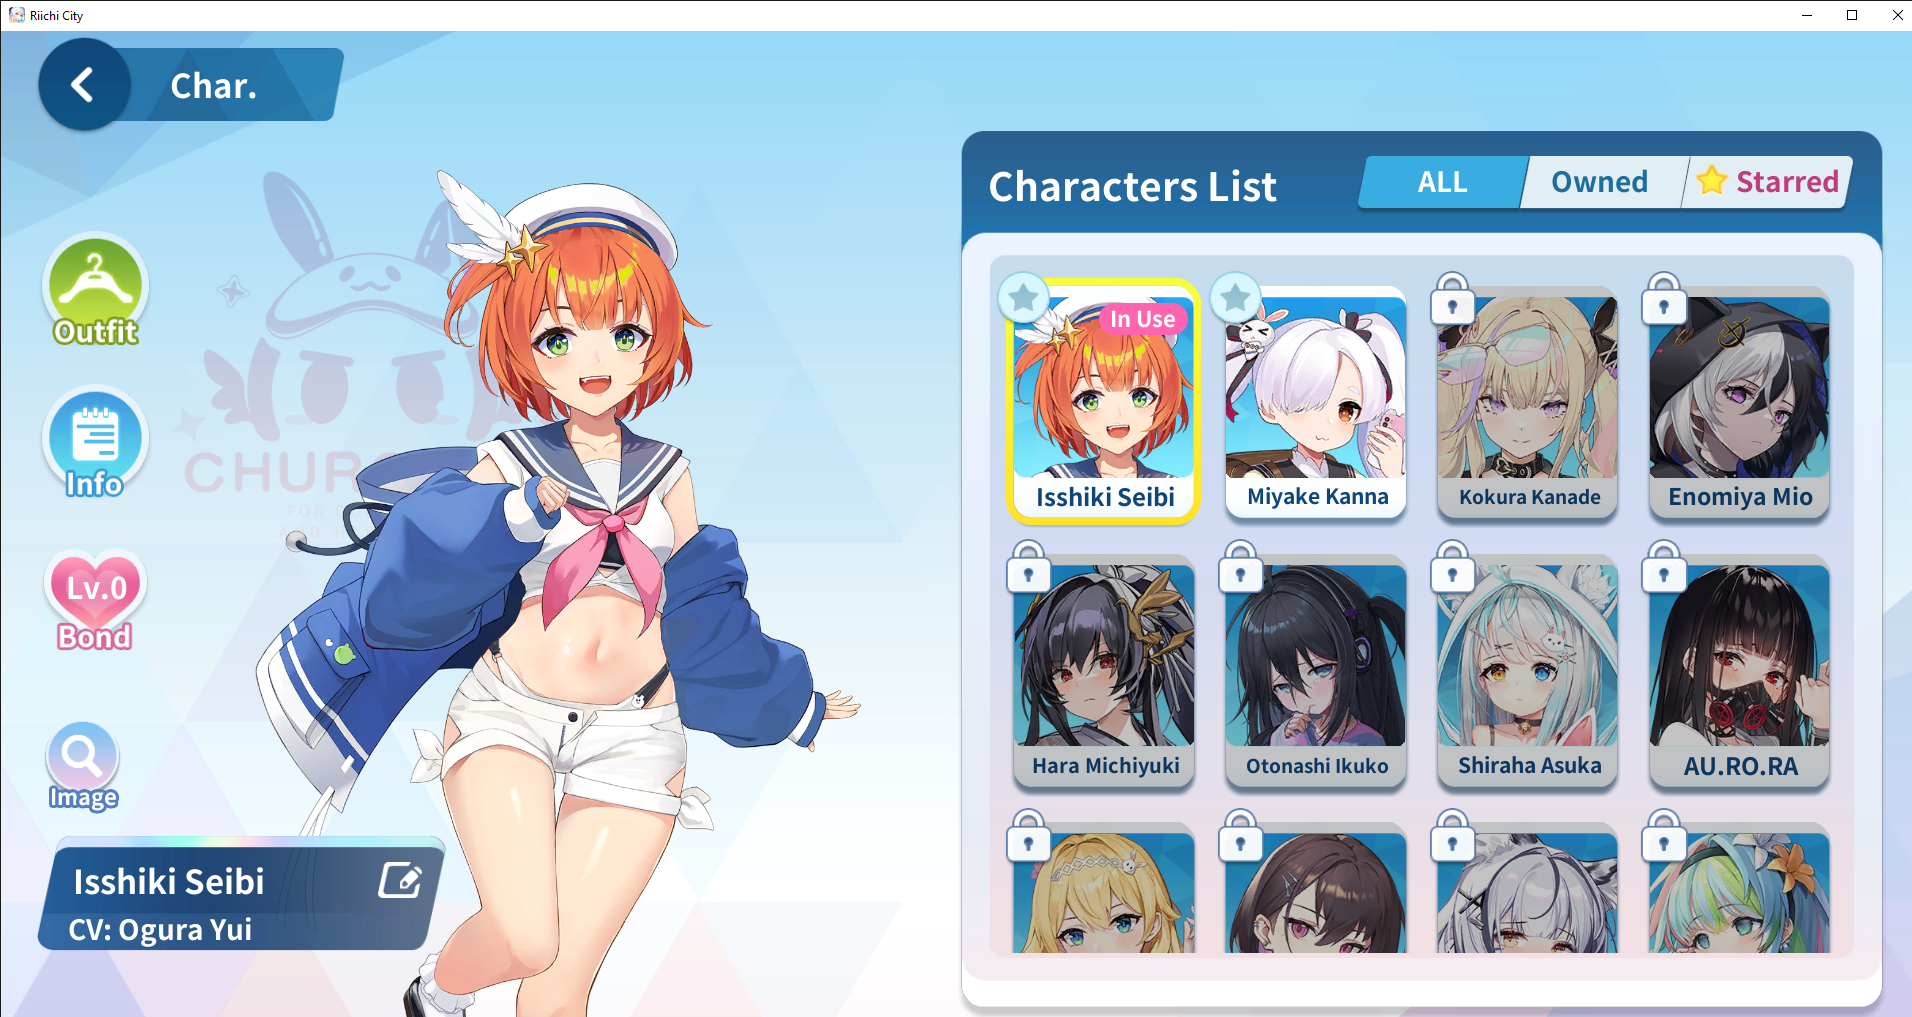 Riichi City
Char.
Characters List
ALL
Owned
Starred
Outfit
Info
Lv.0
Bond
Image
In Use
Isshiki Seibi
Miyake Kanna
Kokura Kanade
Enomiya Mio
Hara Michiyuki
Otonashi Ikuko
Shiraha Asuka
AU.RO.RA
Isshiki Seibi
CV: Ogura Yui